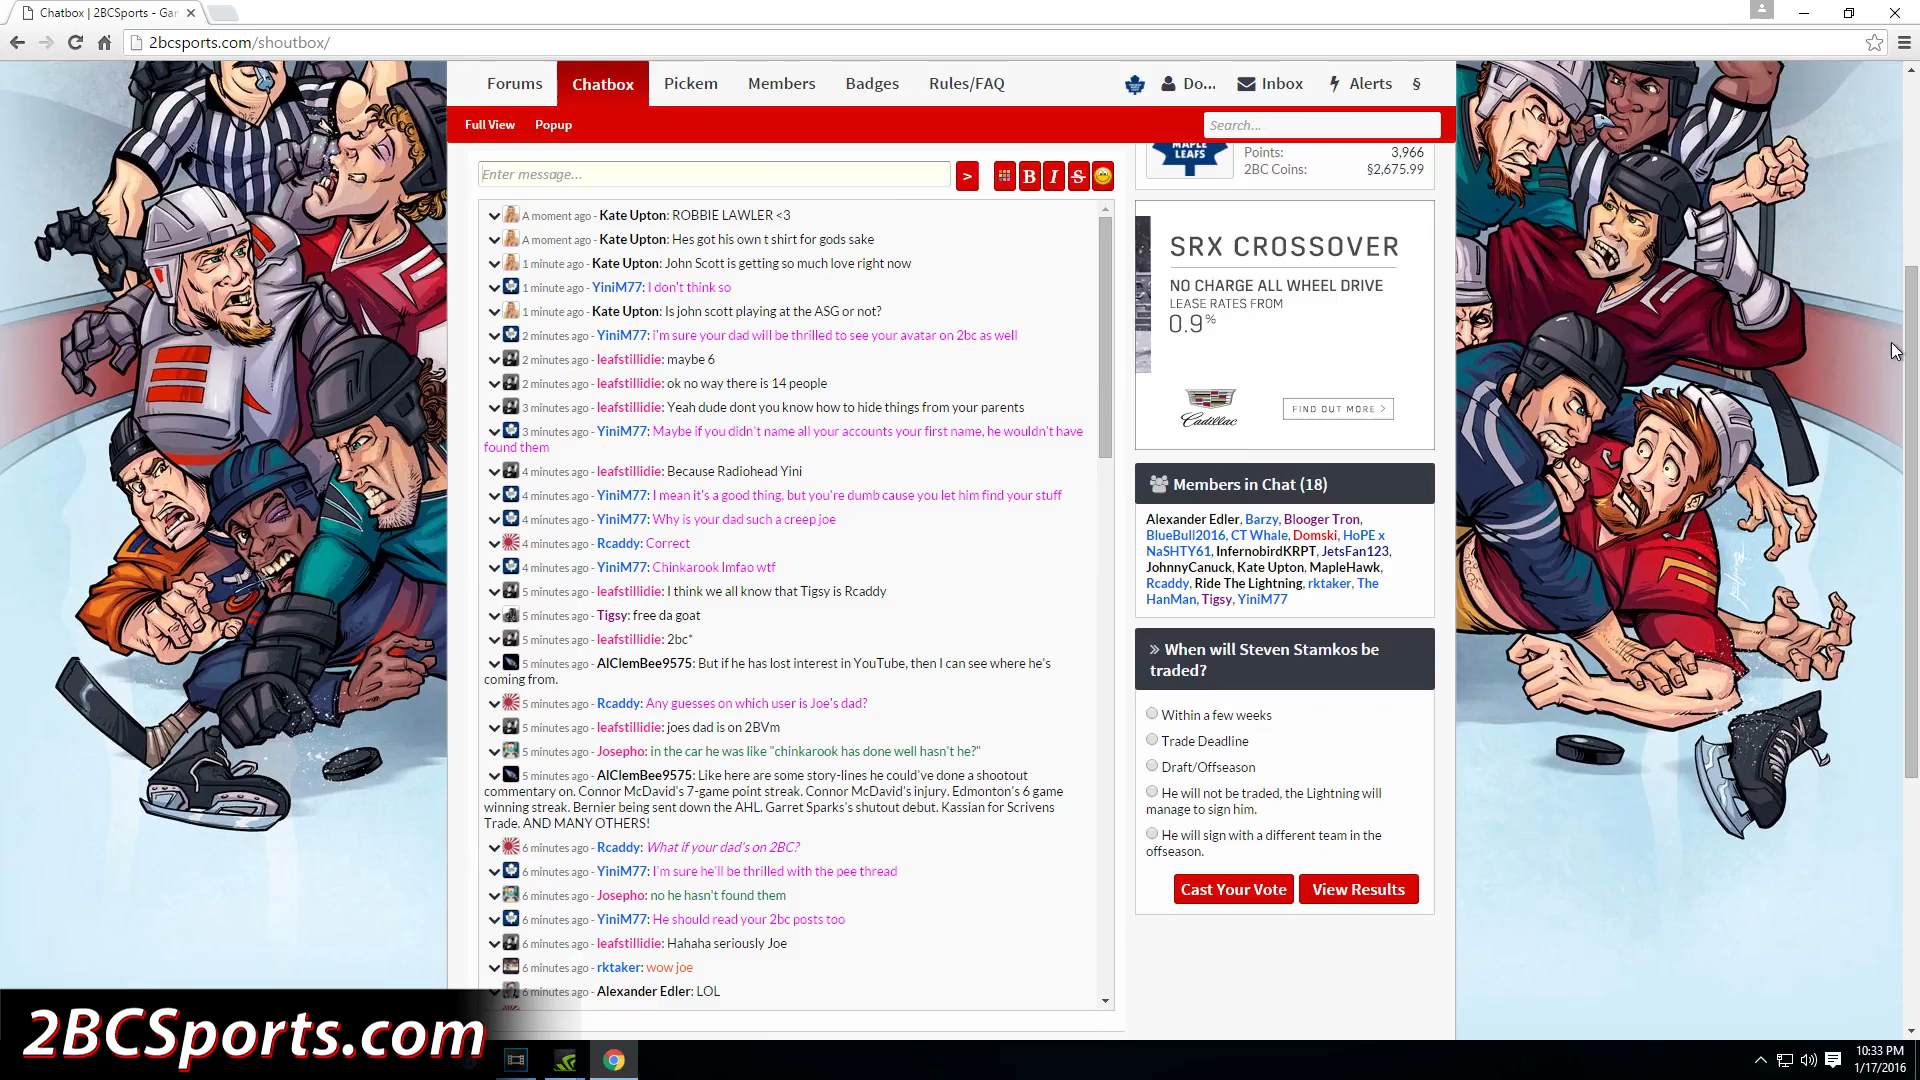 Chatbox | 2BCSports - Gar
2bcsports.com/shoutbox/
Forums Chatbox Pickem Members Badges Rules/FAQ Do... Inbox Alerts §
Full View Popup Search...
Enter message... > B I S
A moment ago - Kate Upton: ROBBIE LAWLER <3
A moment ago - Kate Upton: Hes got his own t shirt for gods sake
1 minute ago - Kate Upton: John Scott is getting so much love right now
1 minute ago - YiniM77: I don't think so
1 minute ago - Kate Upton: Is john scott playing at the ASG or not?
2 minutes ago - YiniM77: i'm sure your dad will be thrilled to see your avatar on 2bc as well
2 minutes ago - leafstillidie: maybe 6
2 minutes ago - leafstillidie: ok no way there is 14 people
3 minutes ago - leafstillidie: Yeah dude dont you know how to hide things from your parents
3 minutes ago - YiniM77: Maybe if you didn't name all your accounts your first name, he wouldn't have
found them
4 minutes ago - leafstillidie: Because Radiohead Yini
4 minutes ago - YiniM77: I mean it's a good thing, but you're dumb cause you let him find your stuff
4 minutes ago - YiniM77: Why is your dad such a creep joe
4 minutes ago - Rcaddy: Correct
4 minutes ago - YiniM77: Chinkarook lmfao wtf
5 minutes ago - leafstillidie: I think we all know that Tigsy is Rcaddy
5 minutes ago - Tigsy: free da goat
5 minutes ago - leafstillidie: 2bc*
5 minutes ago - AlClemBee9575: But if he has lost interest in YouTube, then I can see where he's
coming from.
5 minutes ago - Rcaddy: Any guesses on which user is Joe's dad?
5 minutes ago - leafstillidie: joes dad is on 2BVm
5 minutes ago - Josepho: in the car he was like "chinkarook has done well hasn't he?"
5 minutes ago - AlClemBee9575: Like here are some story-lines he could've done a shootout
commentary on. Connor McDavid's 7-game point streak. Connor McDavid's injury. Edmonton's 6 game
winning streak. Bernier being sent down the AHL. Garret Sparks's shutout debut. Kassian for Scrivens
Trade. AND MANY OTHERS!
6 minutes ago - Rcaddy: What if your dad's on 2BC?
6 minutes ago - YiniM77: I'm sure he'll be thrilled with the pee thread
6 minutes ago - Josepho: no he hasn't found them
6 minutes ago - YiniM77: He should read your 2bc posts too
6 minutes ago - leafstillidie: Hahaha seriously Joe
6 minutes ago - rktaker: wow joe
6 minutes ago - Alexander Edler: LOL
MAPLE
LEAFS
Points: 3,966
2BC Coins: §2,675.99
SRX CROSSOVER
NO CHARGE ALL WHEEL DRIVE
LEASE RATES FROM
0.9%
Cadillac
FIND OUT MORE >
Members in Chat (18)
Alexander Edler, Barzy, Blooger Tron,
BlueBull2016, CT Whale, Domski, HoPE x
NaSHTY61, InfernobirdKRPT, JetsFan123,
JohnnyCanuck, Kate Upton, MapleHawk,
Rcaddy, Ride The Lightning, rktaker, The
HanMan, Tigsy, YiniM77
» When will Steven Stamkos be
traded?
Within a few weeks
Trade Deadline
Draft/Offseason
He will not be traded, the Lightning will
manage to sign him.
He will sign with a different team in the
offseason.
Cast Your Vote View Results
2BCSports.com
10:33 PM
1/17/2016